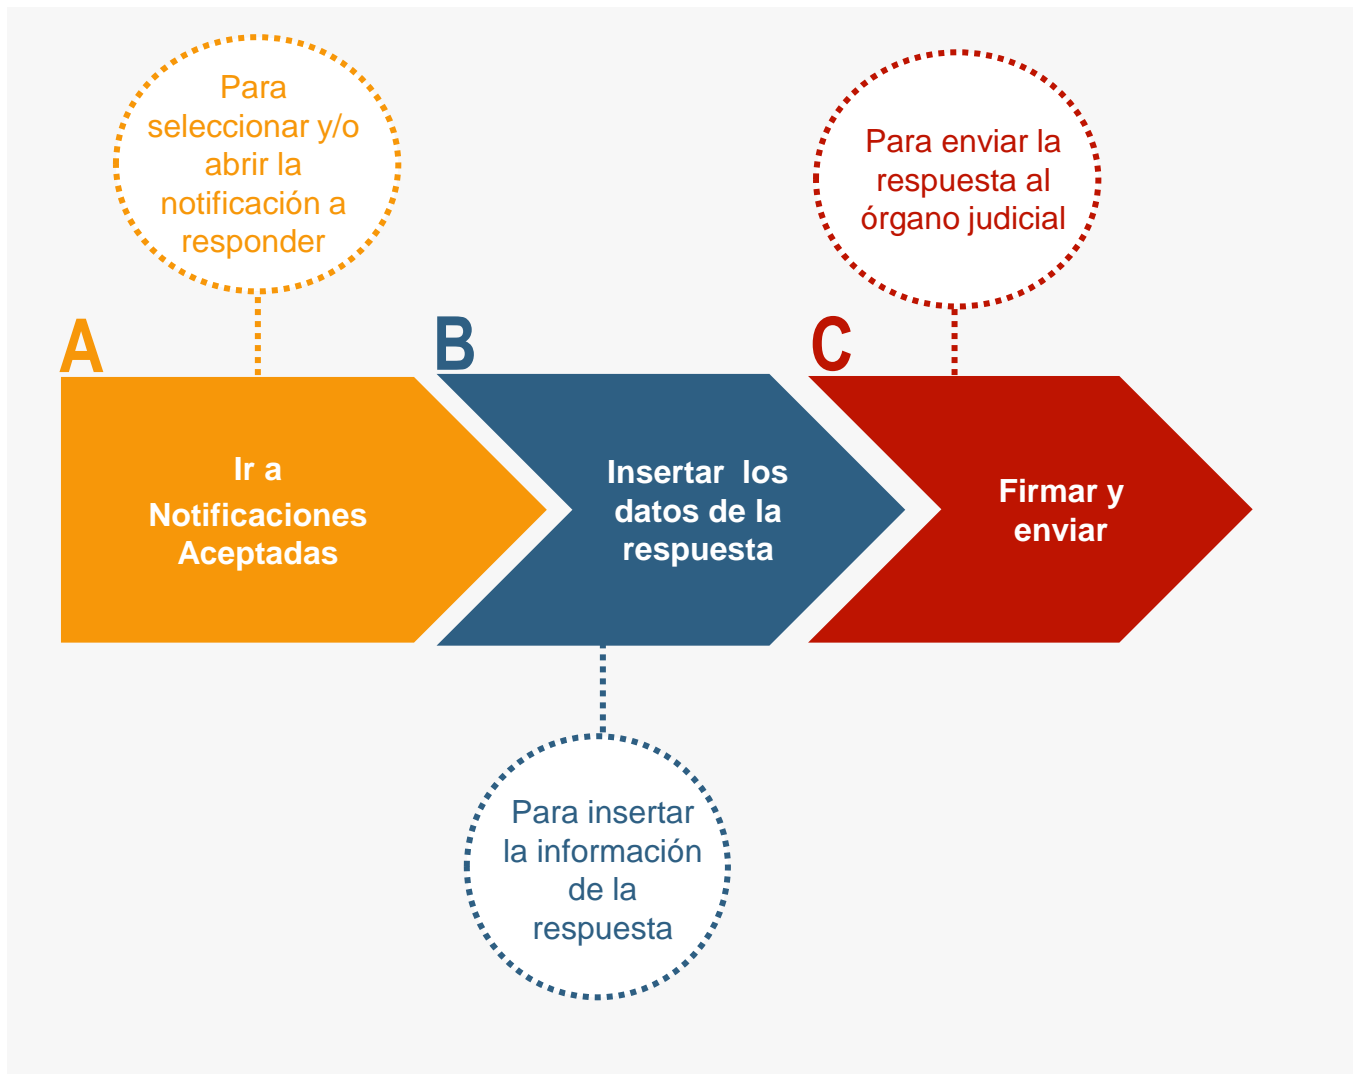 Para
seleccionar y/o
abrir la
notificación a
responder
Para enviar la
respuesta al
órgano judicial
A
B
C
Ir a
Notificaciones
Aceptadas
Insertar  los
datos de la
respuesta
Firmar y
enviar
Para insertar
la información
de la
respuesta